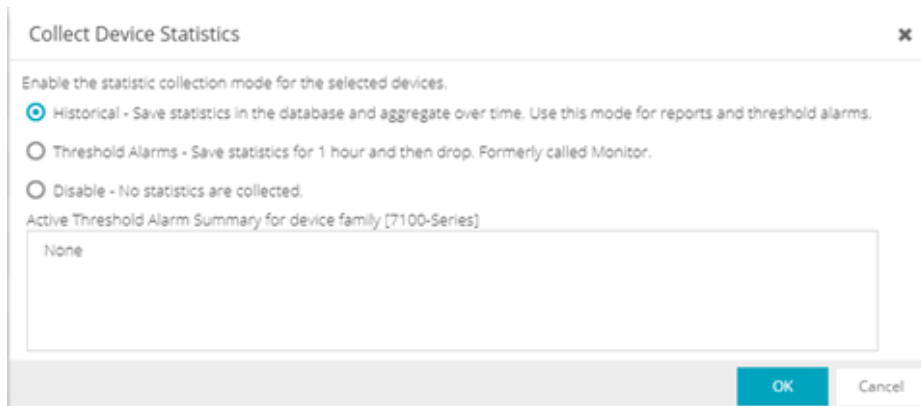 Collect Device Statistics
Enable the statistic collection mode for the selected devices.
Historical - Save statistics in the database and aggregate over time. Use this mode for reports and threshold alarms.
Threshold Alarms - Save statistics for 1 hour and then drop. Formerly called Monitor.
Disable - No statistics are collected.
Active Threshold Alarm Summary for device family [7100-Series]
None
OK Cancel